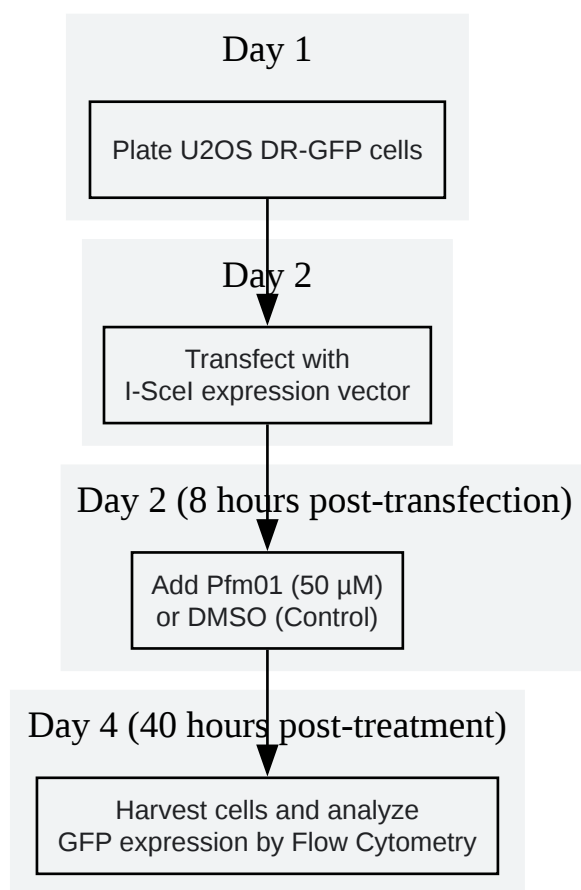 Day 1
Plate U2OS DR-GFP cells
Day 2
Transfect with
I-SceI expression vector
Day 2 (8 hours post-transfection)
Add Pfm01 (50 µM)
or DMSO (Control)
Day 4 (40 hours post-treatment)
Harvest cells and analyze
GFP expression by Flow Cytometry